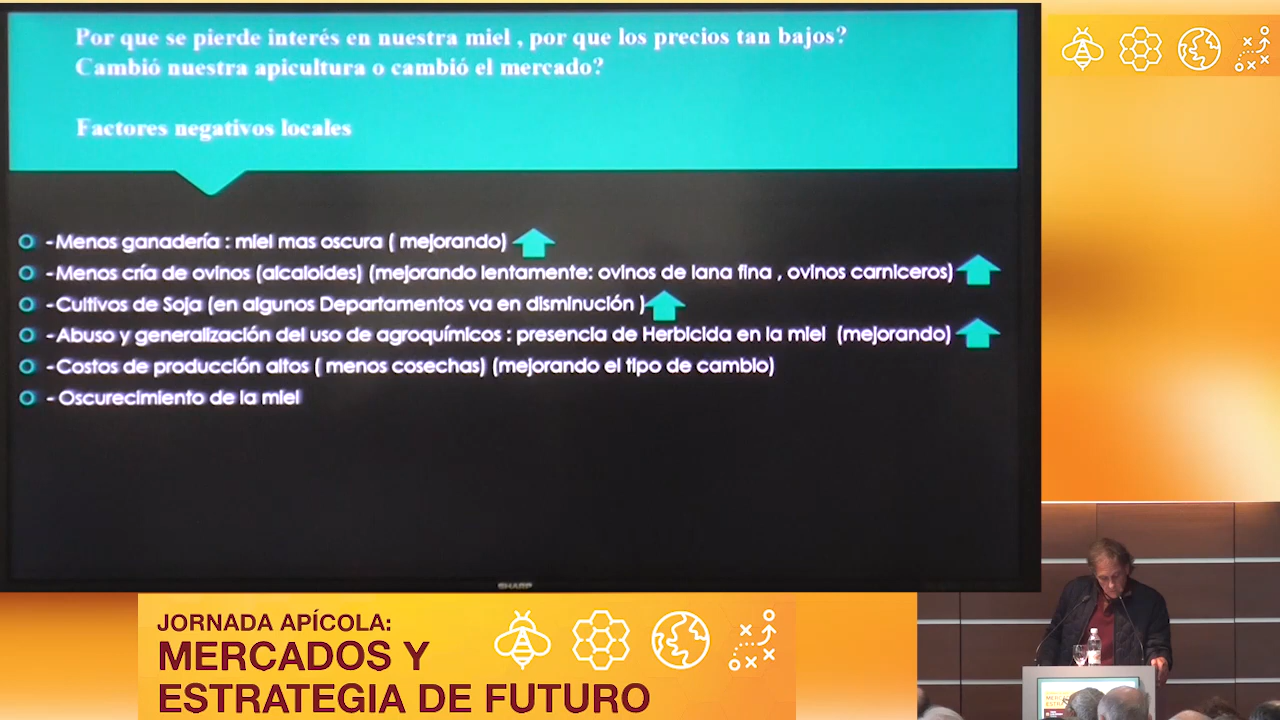 Por que se pierde interés en nuestra miel , por que los precios tan bajos?
Cambió nuestra apicultura o cambió el mercado?
Factores negativos locales
-Menos ganadería : miel mas oscura ( mejorando)
-Menos cría de ovinos (alcaloides) (mejorando lentamente: ovinos de lana fina , ovinos carniceros)
-Cultivos de Soja (en algunos Departamentos va en disminución )
-Abuso y generalización del uso de agroquímicos : presencia de Herbicida en la miel (mejorando)
-Costos de producción altos ( menos cosechas) (mejorando el tipo de cambio)
- Oscurecimiento de la miel
SHARP
JORNADA APÍCOLA:
MERCADOS Y
ESTRATEGIA DE FUTURO